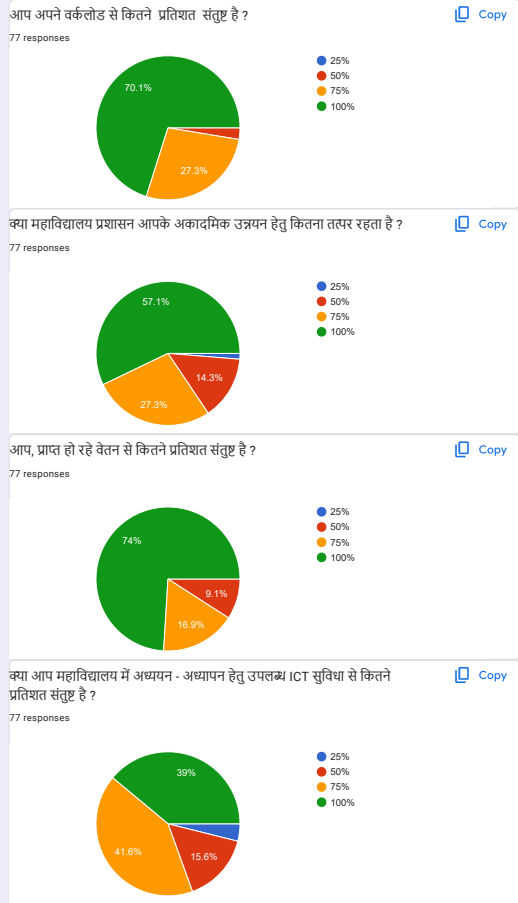 आप अपने वर्कलोड से कितने प्रतिशत संतुष्ट है ?
Copy
77 responses
25%
50%
75%
100%
70.1%
27.3%
क्या महाविद्यालय प्रशासन आपके अकादमिक उन्नयन हेतु कितना तत्पर रहता है ?
Copy
77 responses
25%
50%
75%
100%
57.1%
14.3%
27.3%
आप, प्राप्त हो रहे वेतन से कितने प्रतिशत संतुष्ट है ?
Copy
77 responses
25%
50%
75%
100%
74%
9.1%
16.9%
क्या आप महाविद्यालय में अध्ययन - अध्यापन हेतु उपलब्ध ICT सुविधा से कितने
प्रतिशत संतुष्ट है ?
Copy
77 responses
25%
50%
75%
100%
39%
41.6%
15.6%